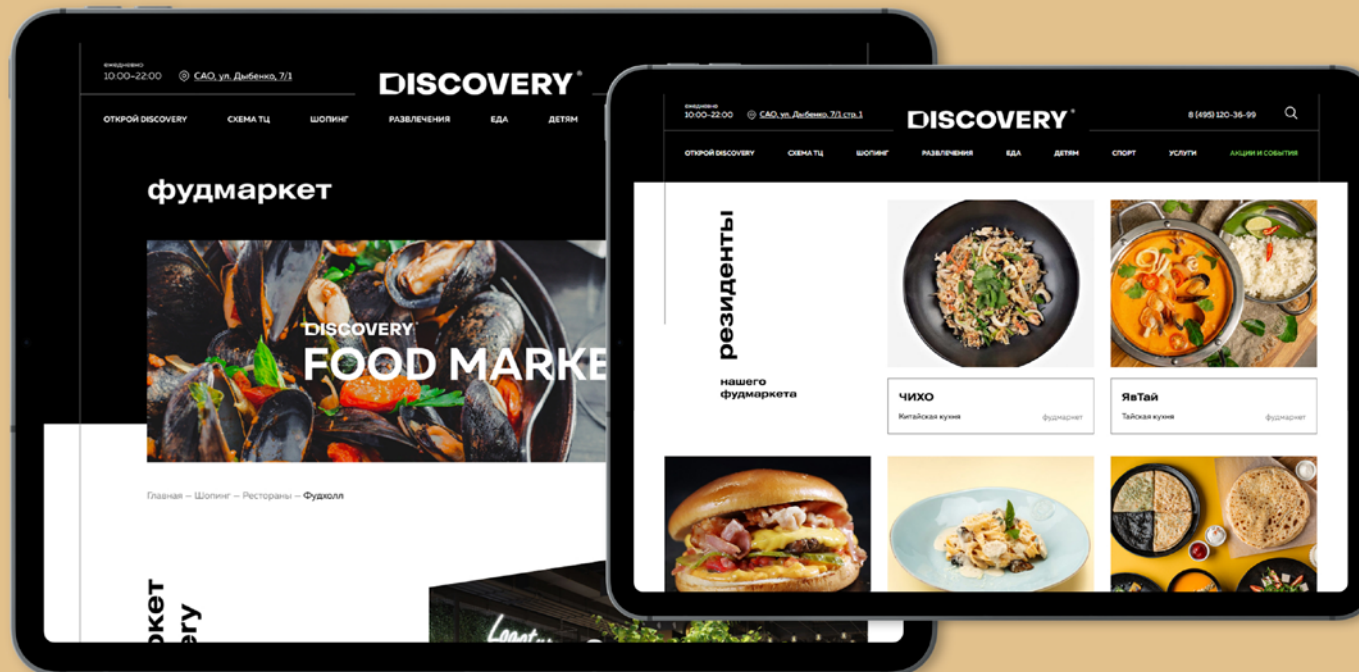 ежедневно
10:00–22:00
САО, ул. Дыбенко, 7/1
DISCOVERY®
ОТКРОЙ DISCOVERY
СХЕМА ТЦ
ШОПИНГ
РАЗВЛЕЧЕНИЯ
ЕДА
ДЕТЯМ
фудмаркет
DISCOVERY
FOOD MARKE
Главная — Шопинг — Рестораны — Фудхолл
ркет
ry
ежедневно
10:00–22:00
САО, ул. Дыбенко, 7/1 стр. 1
DISCOVERY®
8 (495) 120-36-99
ОТКРОЙ DISCOVERY
СХЕМА ТЦ
ШОПИНГ
РАЗВЛЕЧЕНИЯ
ЕДА
ДЕТЯМ
СПОРТ
УСЛУГИ
АКЦИИ И СОБЫТИЯ
резиденты
нашего
фудмаркета
ЧИХО
Китайская кухня
фудмаркет
ЯвТай
Тайская кухня
фудмаркет